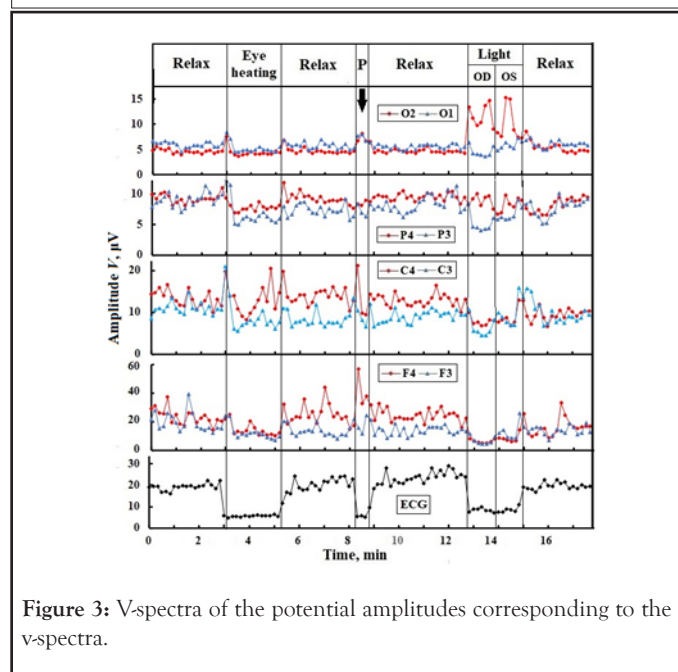 Relax Eye heating Relax P Relax Light Relax
OD OS
15
10
5
0
O2 O1
10
5
0
P4 P3
Amplitude V, µV
20
10
0
C4 C3
60
40
20
0
F4 F3
30
20
10
0
ECG
0 2 4 6 8 10 12 14 16
Time, min
Figure 3: V-spectra of the potential amplitudes corresponding to the
v-spectra.